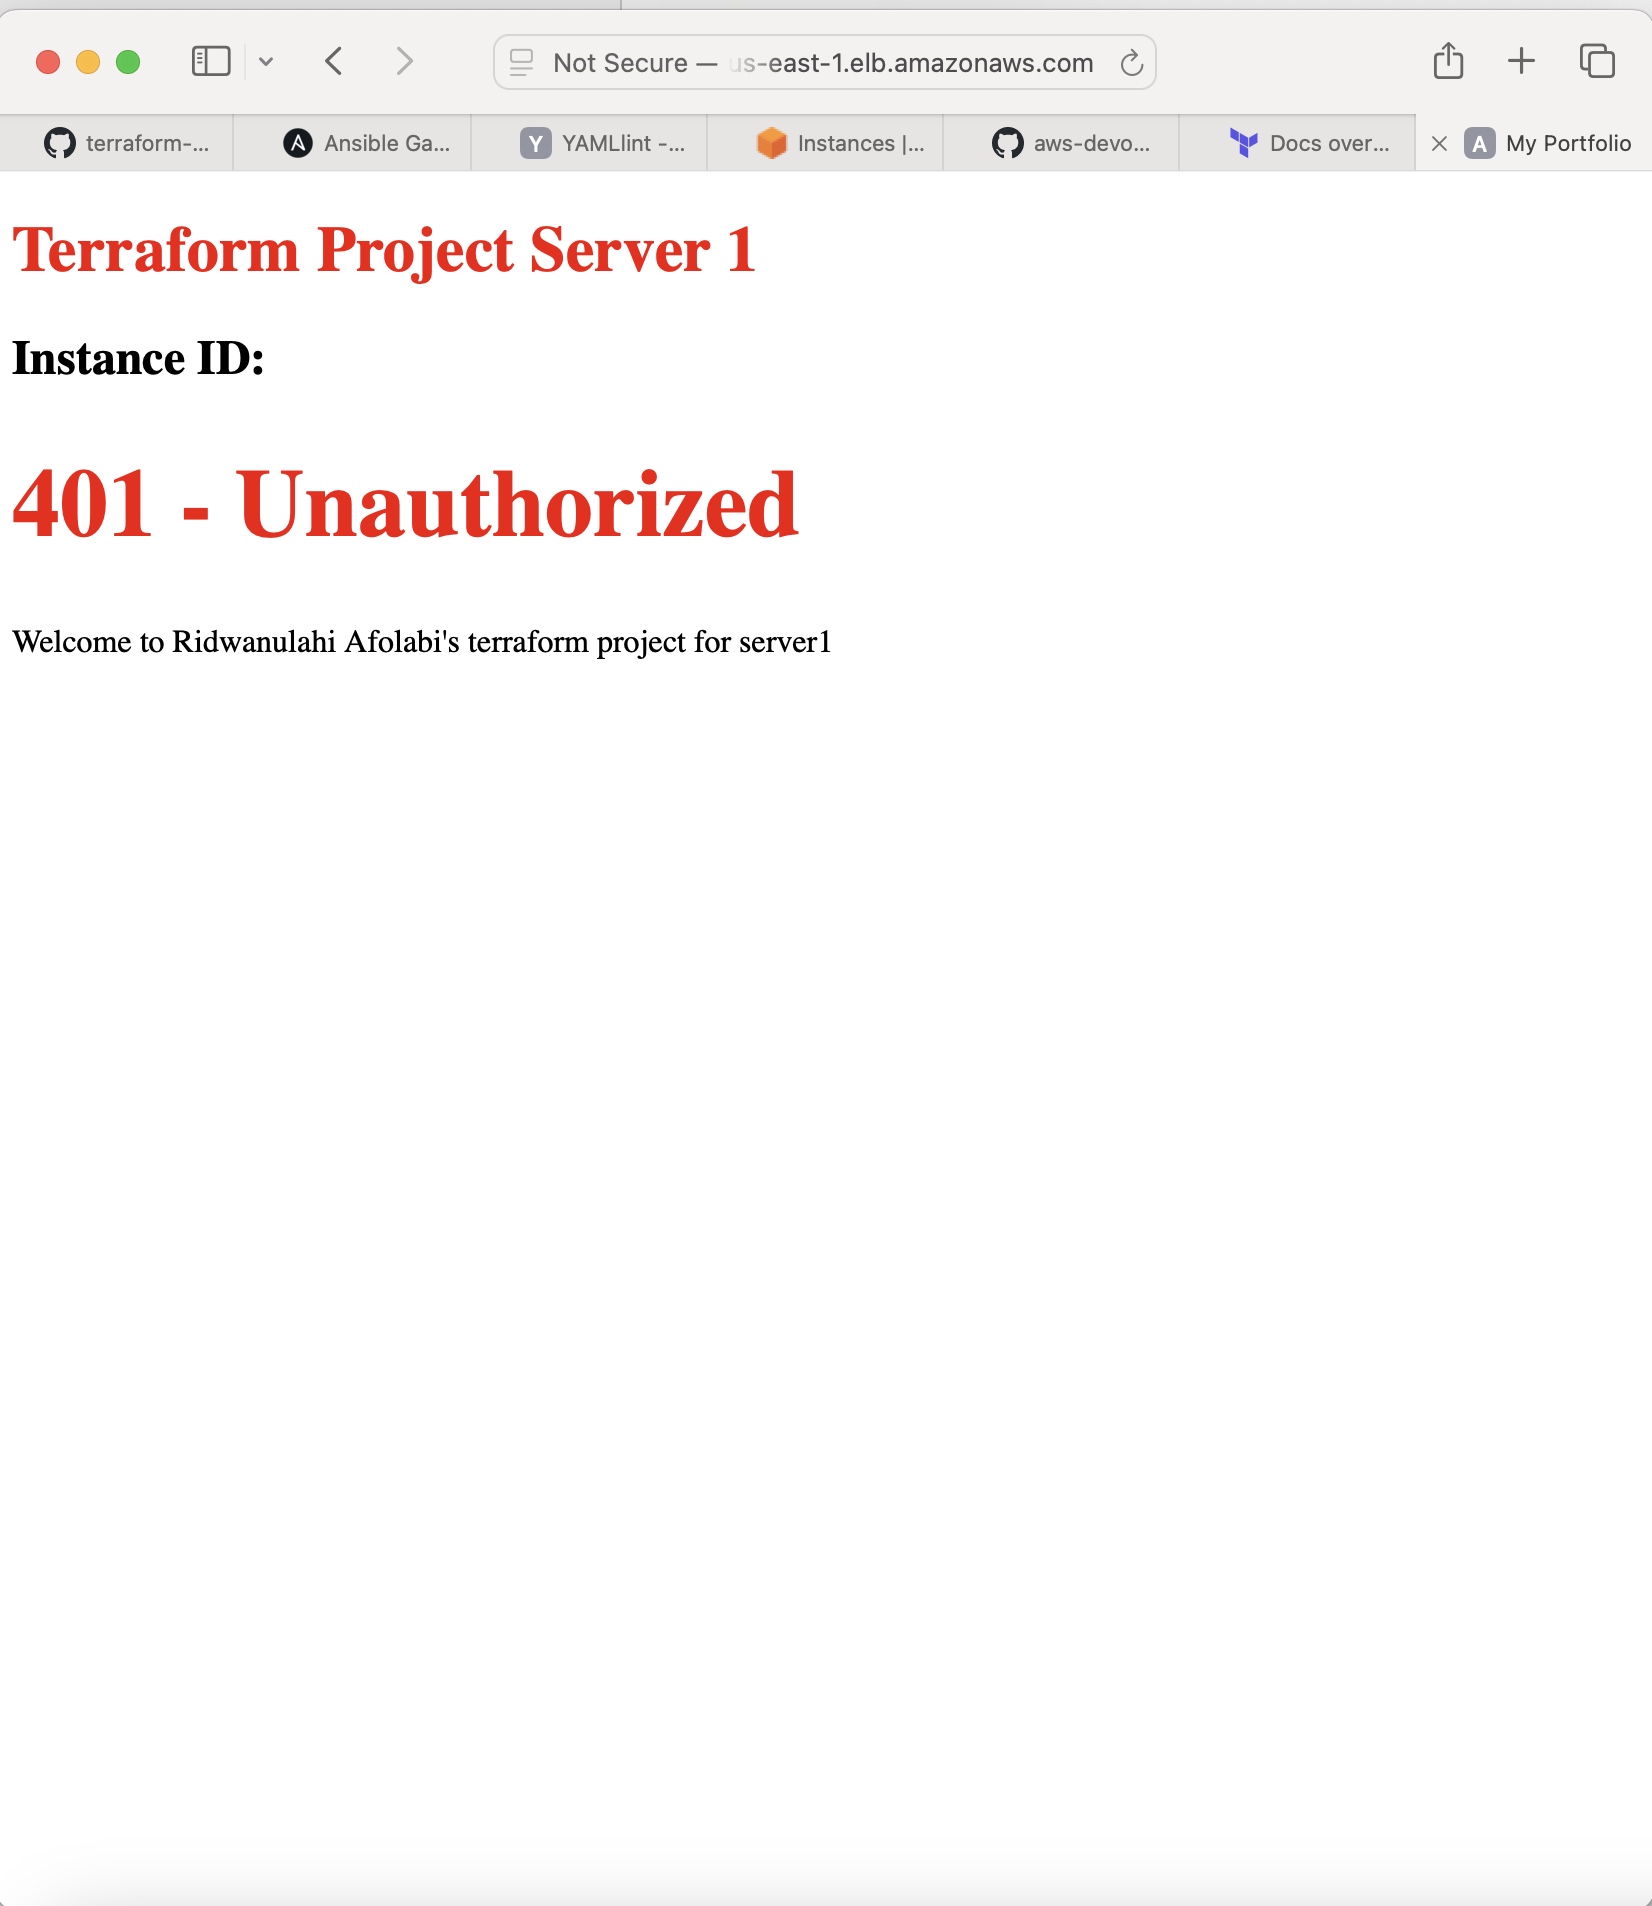 Not Secure — us-east-1.elb.amazonaws.com
terraform-...
Ansible Ga...
Y YAMLlint -...
Instances |...
aws-devo...
Docs over...
A My Portfolio
Terraform Project Server 1
Instance ID:
401 - Unauthorized
Welcome to Ridwanulahi Afolabi's terraform project for server1